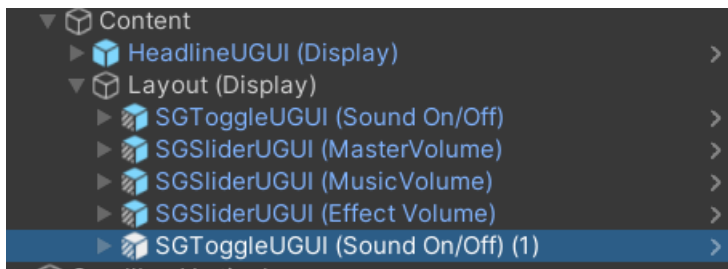 Content
HeadlineUGUI (Display)
Layout (Display)
SGToggleUGUI (Sound On/Off)
SGSliderUGUI (MasterVolume)
SGSliderUGUI (MusicVolume)
SGSliderUGUI (Effect Volume)
SGToggleUGUI (Sound On/Off) (1)